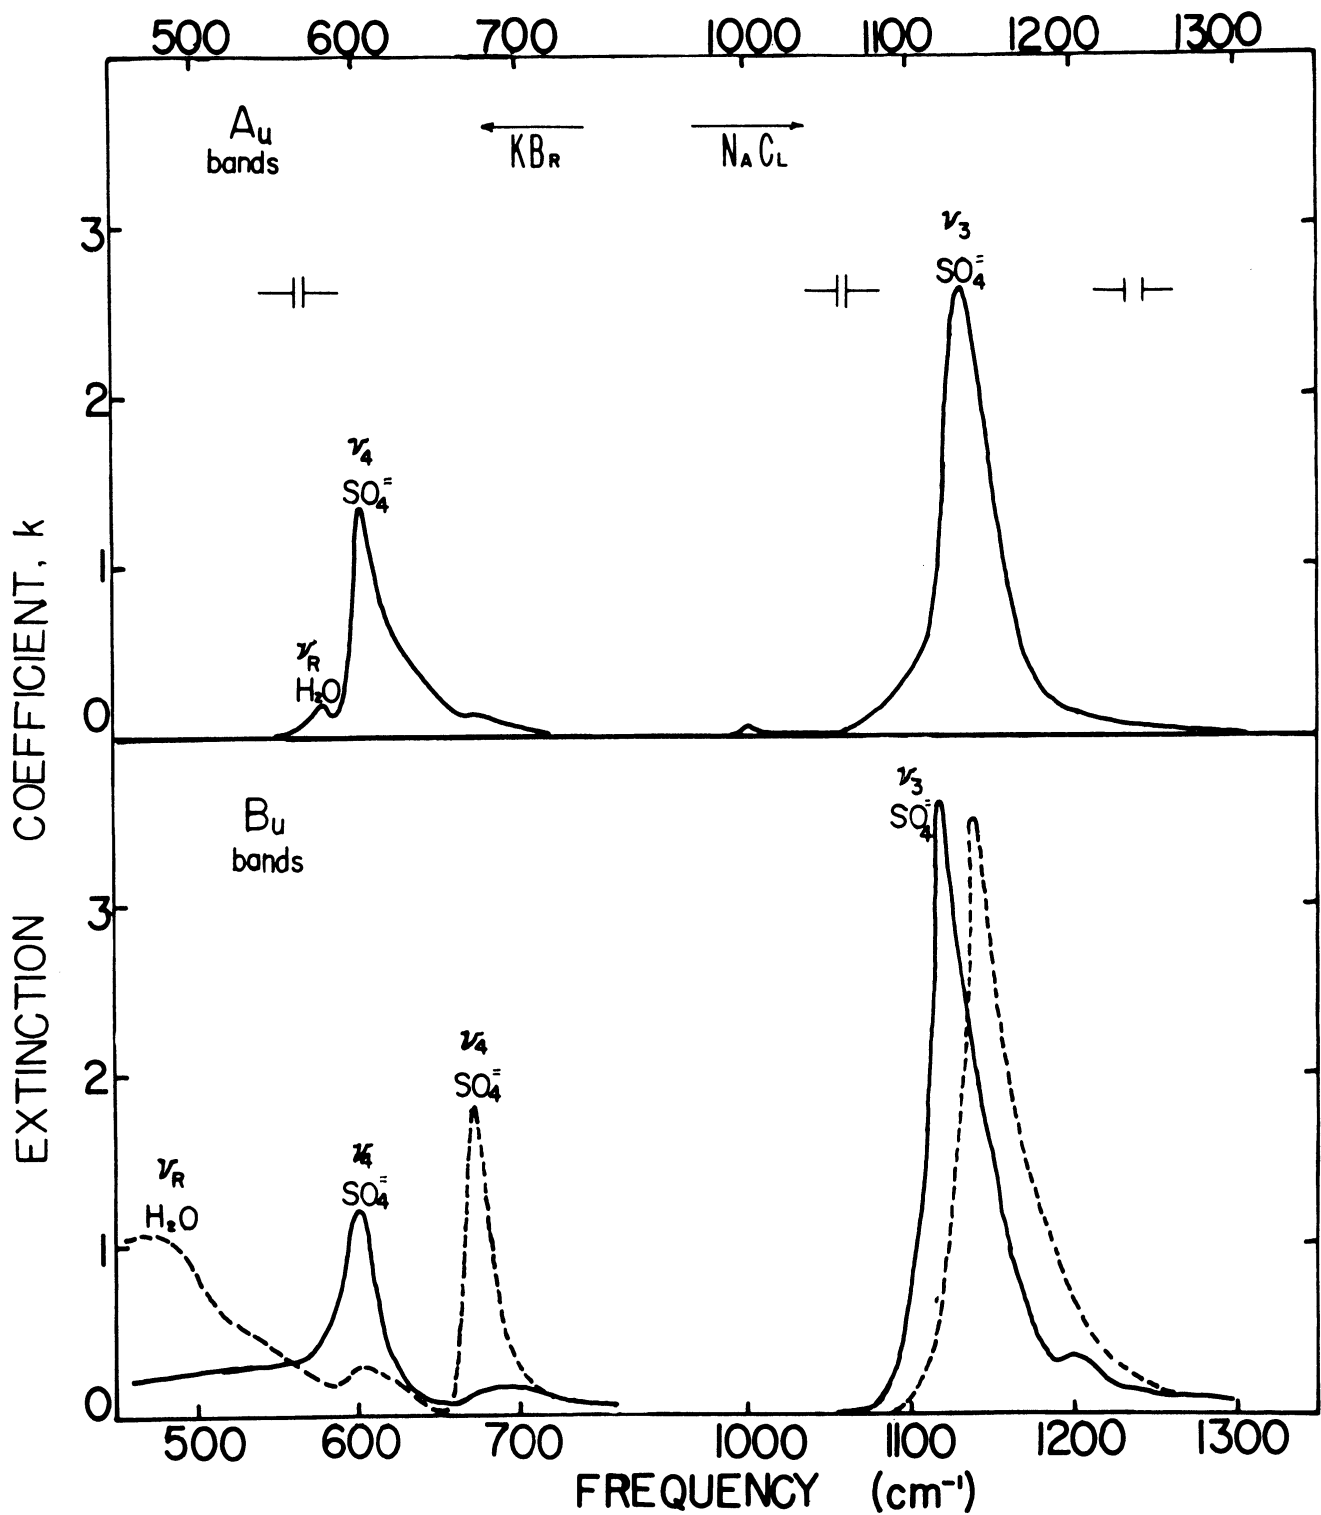 500 600 700 1000 1100 1200 1300
Au
bands
KBR
NACL
3
ν3
SO4=
2
ν4
SO4=
1
νR
H2O
0
EXTINCTION COEFFICIENT, k
Bu
bands
ν3
SO4=
3
ν4
SO4=
2
νR
H2O
ν4
SO4=
1
0
500 600 700 1000 1100 1200 1300
FREQUENCY (cm⁻¹)